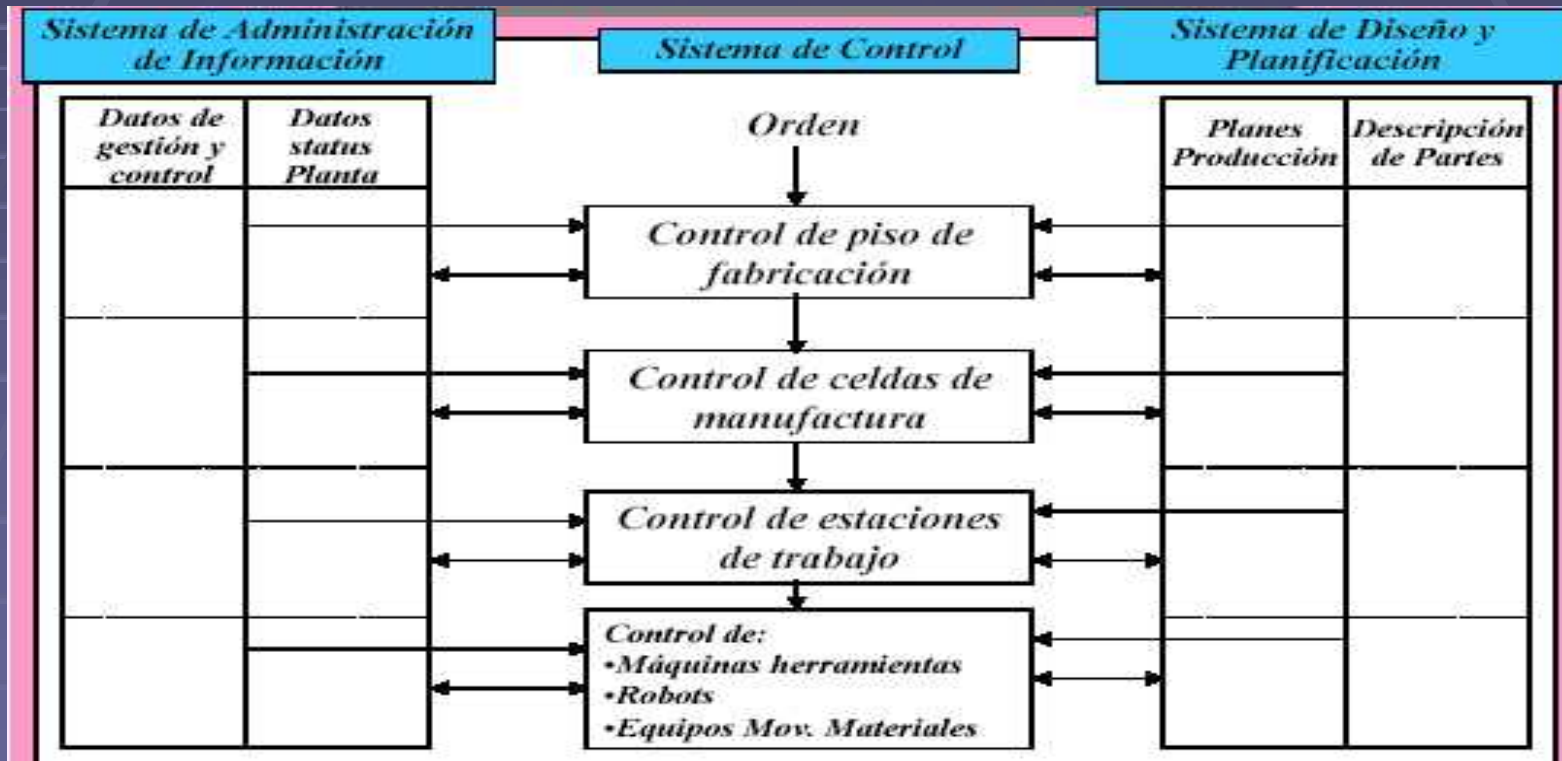 Sistema de Administración
de Información
Sistema de Control
Sistema de Diseño y
Planificación
Datos de
gestión y
control
Datos
status
Planta
Orden
Planes
Producción
Descripción
de Partes
Control de piso de
fabricación
Control de celdas de
manufactura
Control de estaciones
de trabajo
Control de:
•Máquinas herramientas
•Robots
•Equipos Mov. Materiales